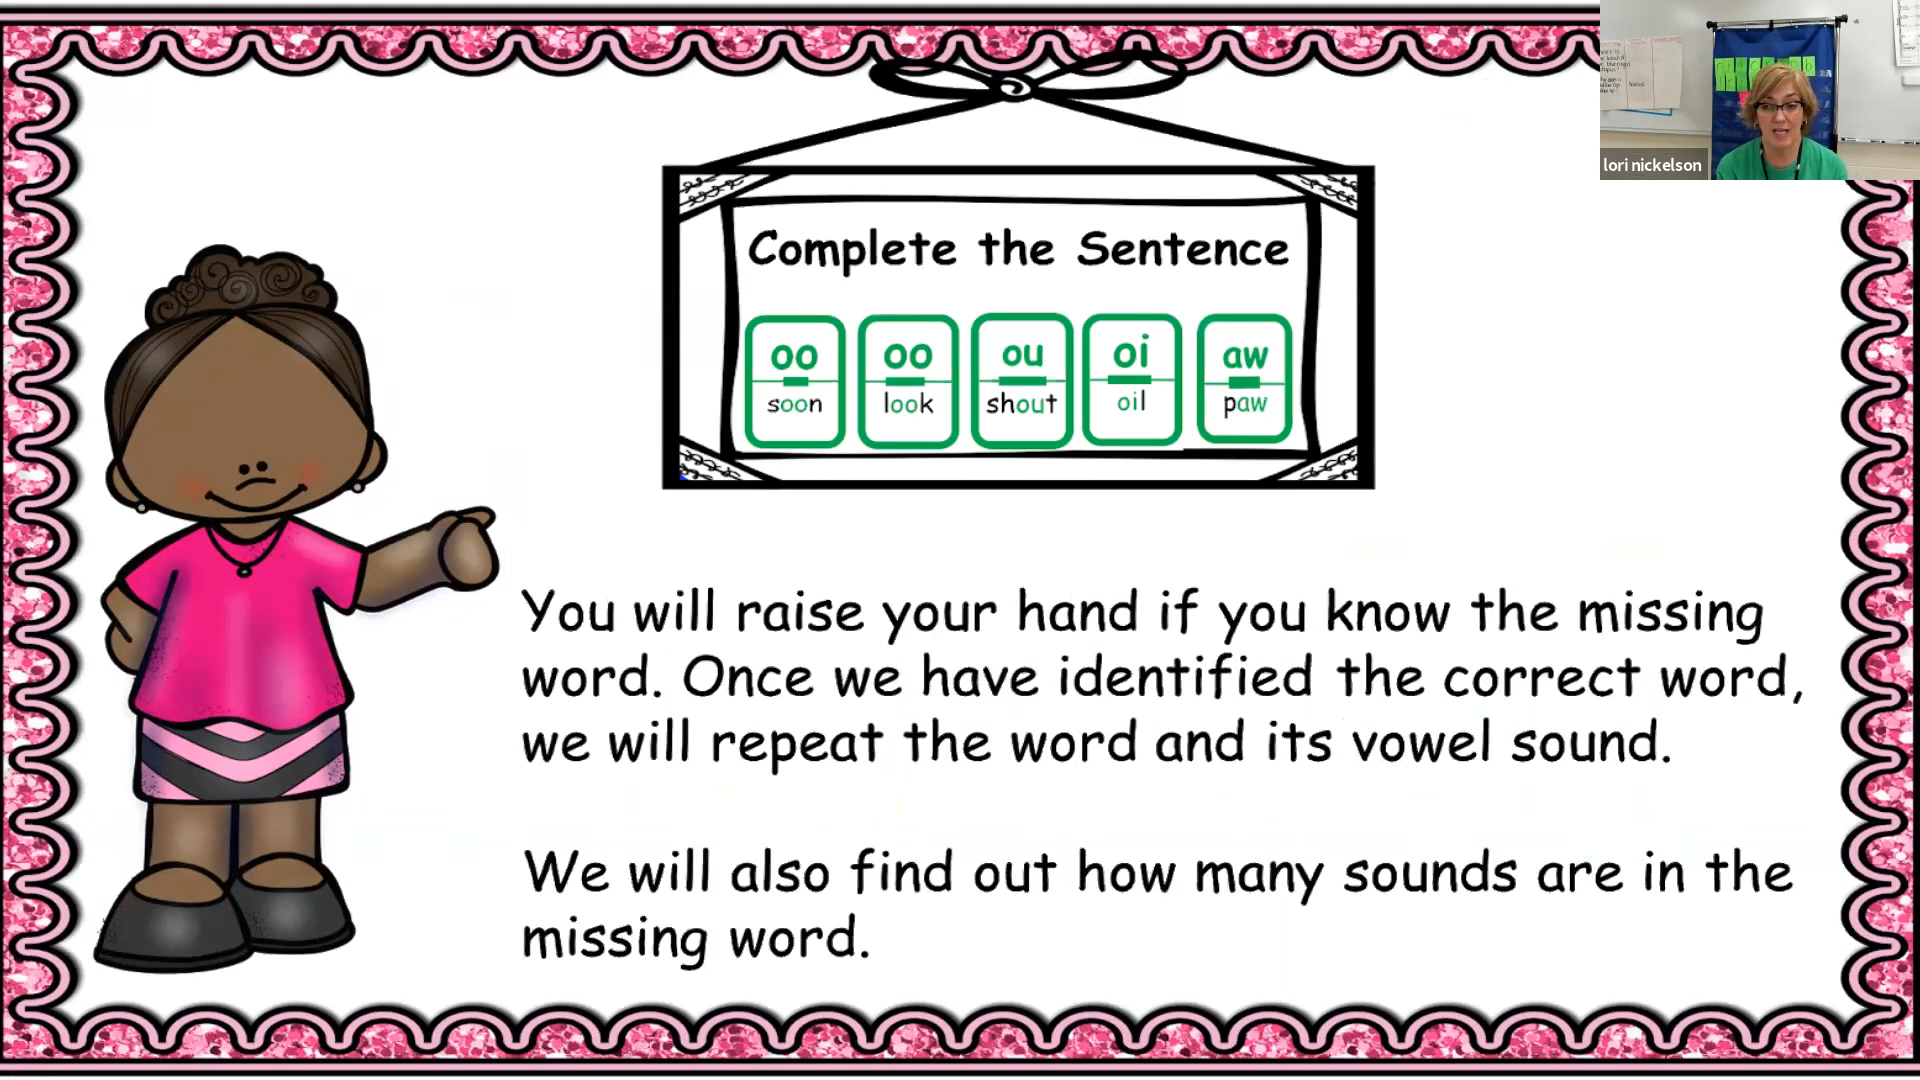 Complete the Sentence
oo oo ou oi aw
soon look shout oil paw
You will raise your hand if you know the missing
word. Once we have identified the correct word,
we will repeat the word and its vowel sound.
We will also find out how many sounds are in the
missing word.
lori nickelson